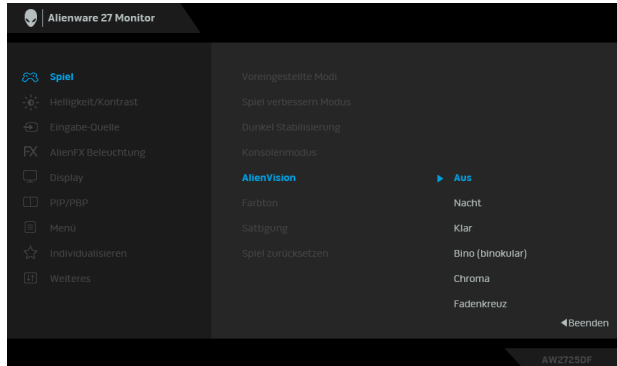 Alienware 27 Monitor
Spiel
Helligkeit/Kontrast
Eingabe-Quelle
AlienFX Beleuchtung
Display
PIP/PBP
Menü
Individualisieren
Weiteres
Voreingestellte Modi
Spiel verbessern Modus
Dunkel Stabilisierung
Konsolenmodus
AlienVision
Farbton
Sättigung
Spiel zurücksetzen
Aus
Nacht
Klar
Bino (binokular)
Chroma
Fadenkreuz
Beenden
AW2725DF